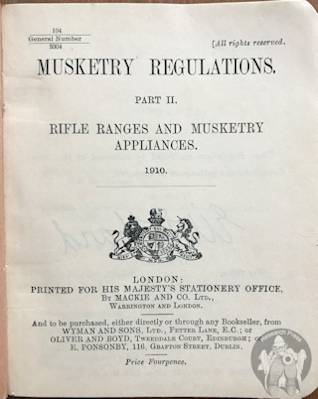 104
General Number
3304
[All rights reserved.
MUSKETRY REGULATIONS.
PART II.
RIFLE RANGES AND MUSKETRY
APPLIANCES.
1910.
LONDON:
PRINTED FOR HIS MAJESTY'S STATIONERY OFFICE,
BY MACKIE AND CO. LTD.,
WARRINGTON AND LONDON.
And to be purchased, either directly or through any Bookseller, from
WYMAN AND SONS, LTD., FETTER LANE, E.C.; or
OLIVER AND BOYD, TWEEDDALE COURT, EDINBURGH; or
E. PONSONBY, 116, GRAFTON STREET, DUBLIN.
Price Fourpence.